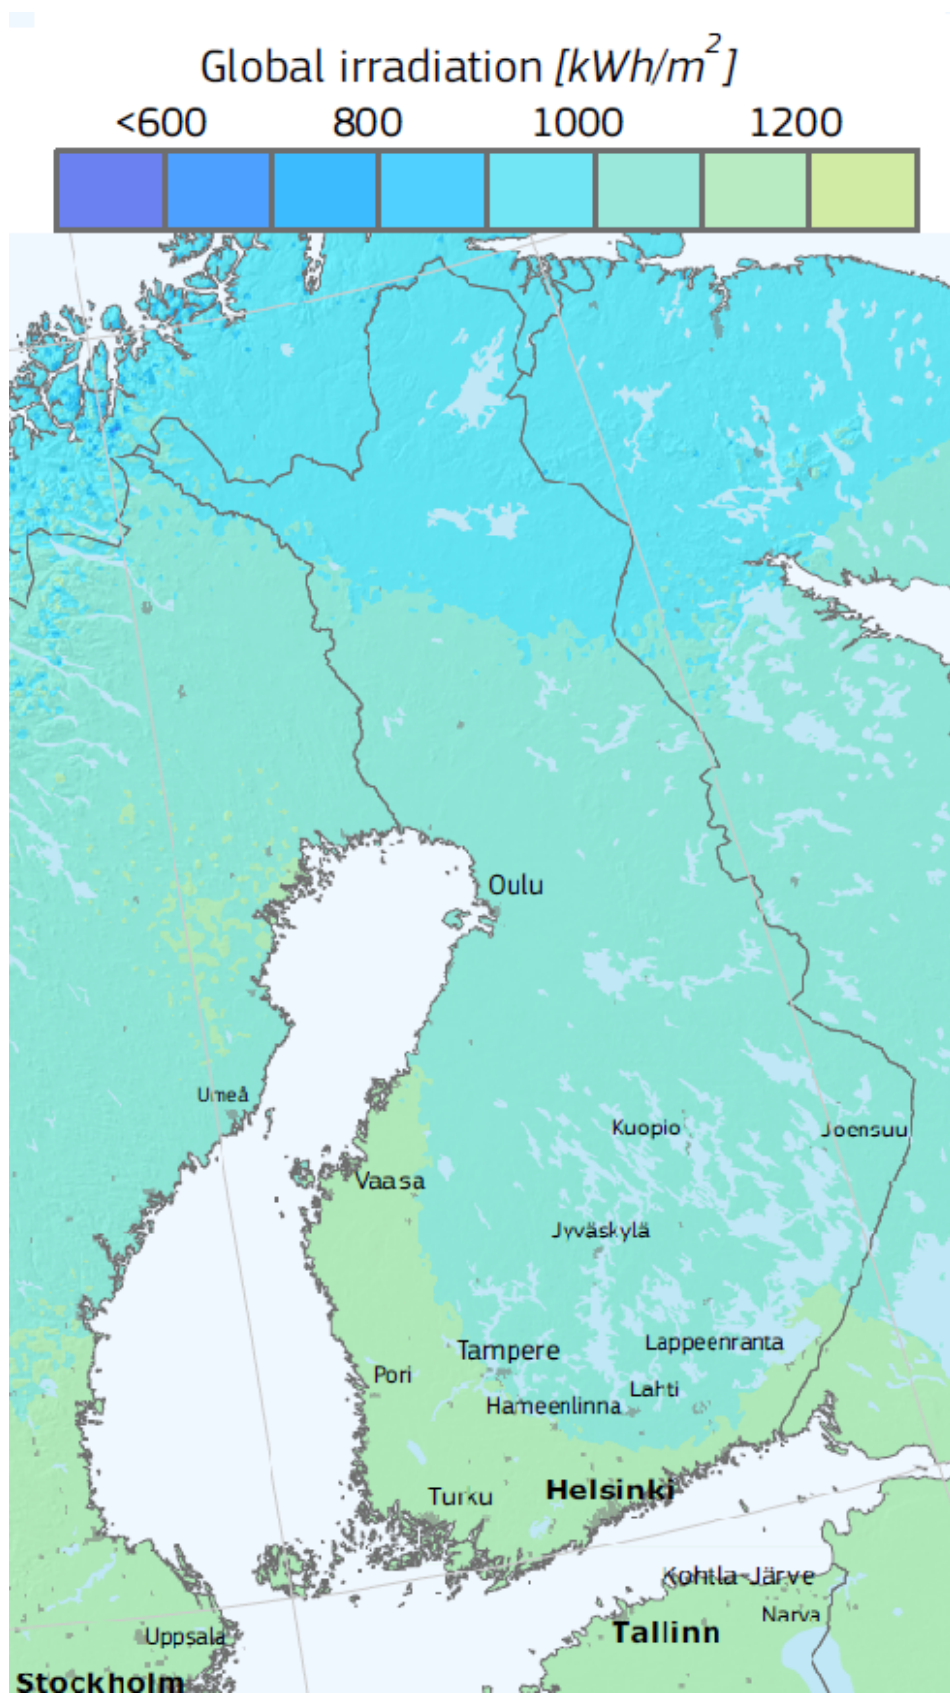 Global irradiation [kWh/m²]
<600 800 1000 1200
Oulu
Umeå
Kuopio
Joensuu
Vaasa
Jyväskylä
Lappeenranta
Tampere
Pori
Lahti
Hameenlinna
Helsinki
Turku
Kohtla-Järve
Narva
Tallinn
Uppsala
Stockholm